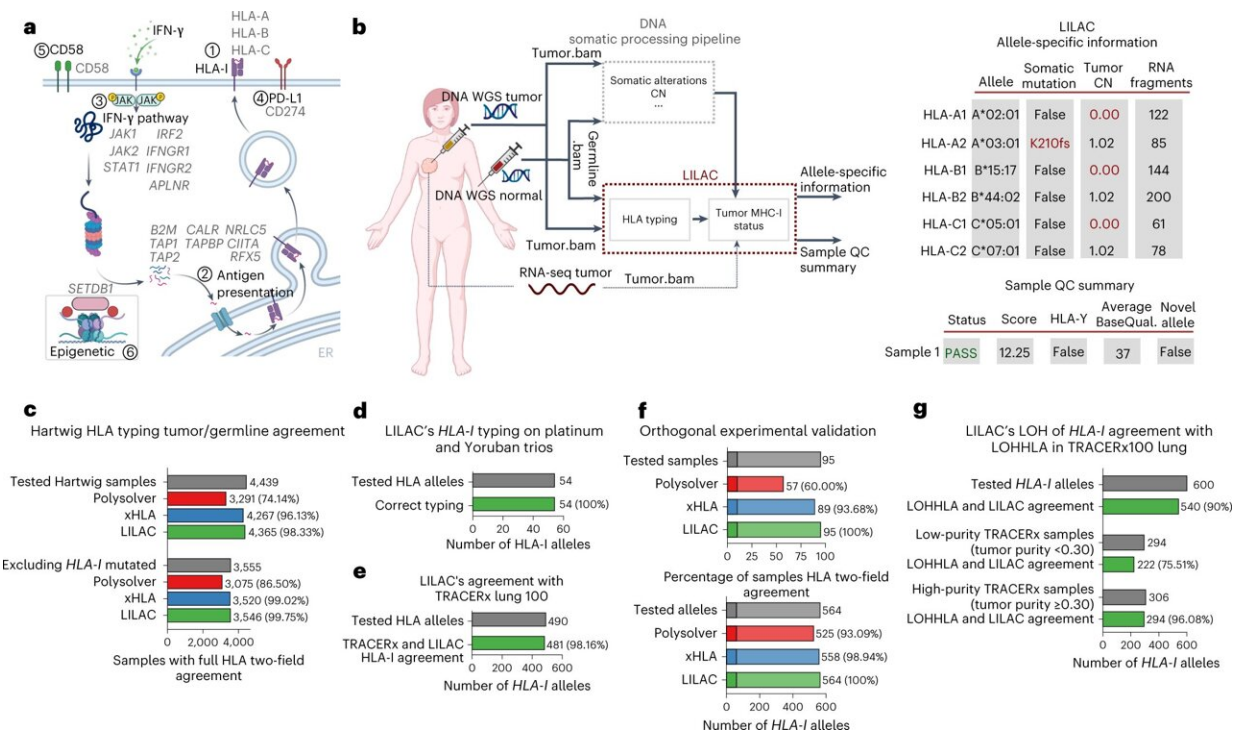 a
IFN-γ
HLA-A
HLA-B
HLA-C
⑤CD58
CD58
①
HLA-I
③
JAK JAK
④PD-L1
CD274
IFN-γ pathway
JAK1 IRF2
JAK2 IFNGR1
STAT1 IFNGR2
APLNR
B2M CALR NRLC5
TAP1 TAPBP CIITA
TAP2 RFX5
② Antigen
presentation
SETDB1
Epigenetic ⑥
ER
b
DNA
somatic processing pipeline
Tumor.bam
Somatic alterations
CN
...
DNA WGS tumor
Germline
.bam
DNA WGS normal
LILAC
HLA typing
Tumor MHC-I
status
Tumor.bam
RNA-seq tumor
Tumor.bam
Allele-specific
information
Sample QC
summary
LILAC
Allele-specific information
Allele Somatic mutation Tumor CN RNA fragments
HLA-A1 A*02:01 False 0.00 122
HLA-A2 A*03:01 K210fs 1.02 85
HLA-B1 B*15:17 False 0.00 144
HLA-B2 B*44:02 False 1.02 200
HLA-C1 C*05:01 False 0.00 61
HLA-C2 C*07:01 False 1.02 78
Sample QC summary
Status Score HLA-Y Average BaseQual. Novel allele
Sample 1 PASS 12.25 False 37 False
c
Hartwig HLA typing tumor/germline agreement
Tested Hartwig samples 4,439
Polysolver 3,291 (74.14%)
xHLA 4,267 (96.13%)
LILAC 4,365 (98.33%)
Excluding HLA-I mutated 3,555
Polysolver 3,075 (86.50%)
xHLA 3,520 (99.02%)
LILAC 3,546 (99.75%)
0 2,000 4,000
Samples with full HLA two-field
agreement
d
LILAC's HLA-I typing on platinum
and Yoruban trios
Tested HLA alleles 54
Correct typing 54 (100%)
0 20 40 60
Number of HLA-I alleles
e
LILAC's agreement with
TRACERx lung 100
Tested HLA alleles 490
TRACERx and LILAC
HLA-I agreement 481 (98.16%)
0 200 400 600
Number of HLA-I alleles
f
Orthogonal experimental validation
Tested samples 95
Polysolver 57 (60.00%)
xHLA 89 (93.68%)
LILAC 95 (100%)
0 25 50 75 100
Percentage of samples HLA two-field
agreement
Tested alleles 564
Polysolver 525 (93.09%)
xHLA 558 (98.94%)
LILAC 564 (100%)
0 200 400 600
Number of HLA-I alleles
g
LILAC's LOH of HLA-I agreement with
LOHHLA in TRACERx100 lung
Tested HLA-I alleles 600
LOHHLA and LILAC agreement 540 (90%)
Low-purity TRACERx samples
(tumor purity <0.30) 294
LOHHLA and LILAC agreement 222 (75.51%)
High-purity TRACERx samples
(tumor purity ≥0.30) 306
LOHHLA and LILAC agreement 294 (96.08%)
0 200 400 600
Number of HLA-I alleles